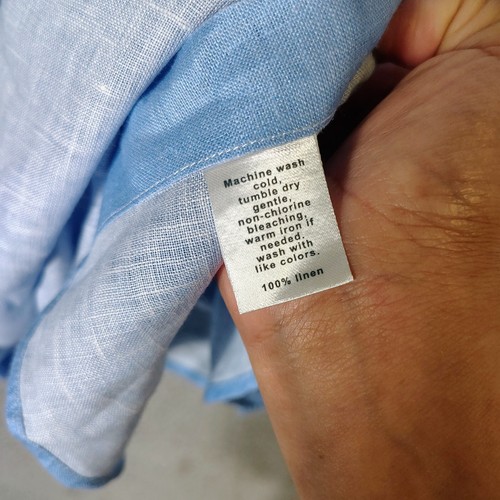 Machine wash
cold,
tumble dry
gentle,
non-chlorine
bleaching,
warm iron if
needed.
wash with
like colors.
100% linen